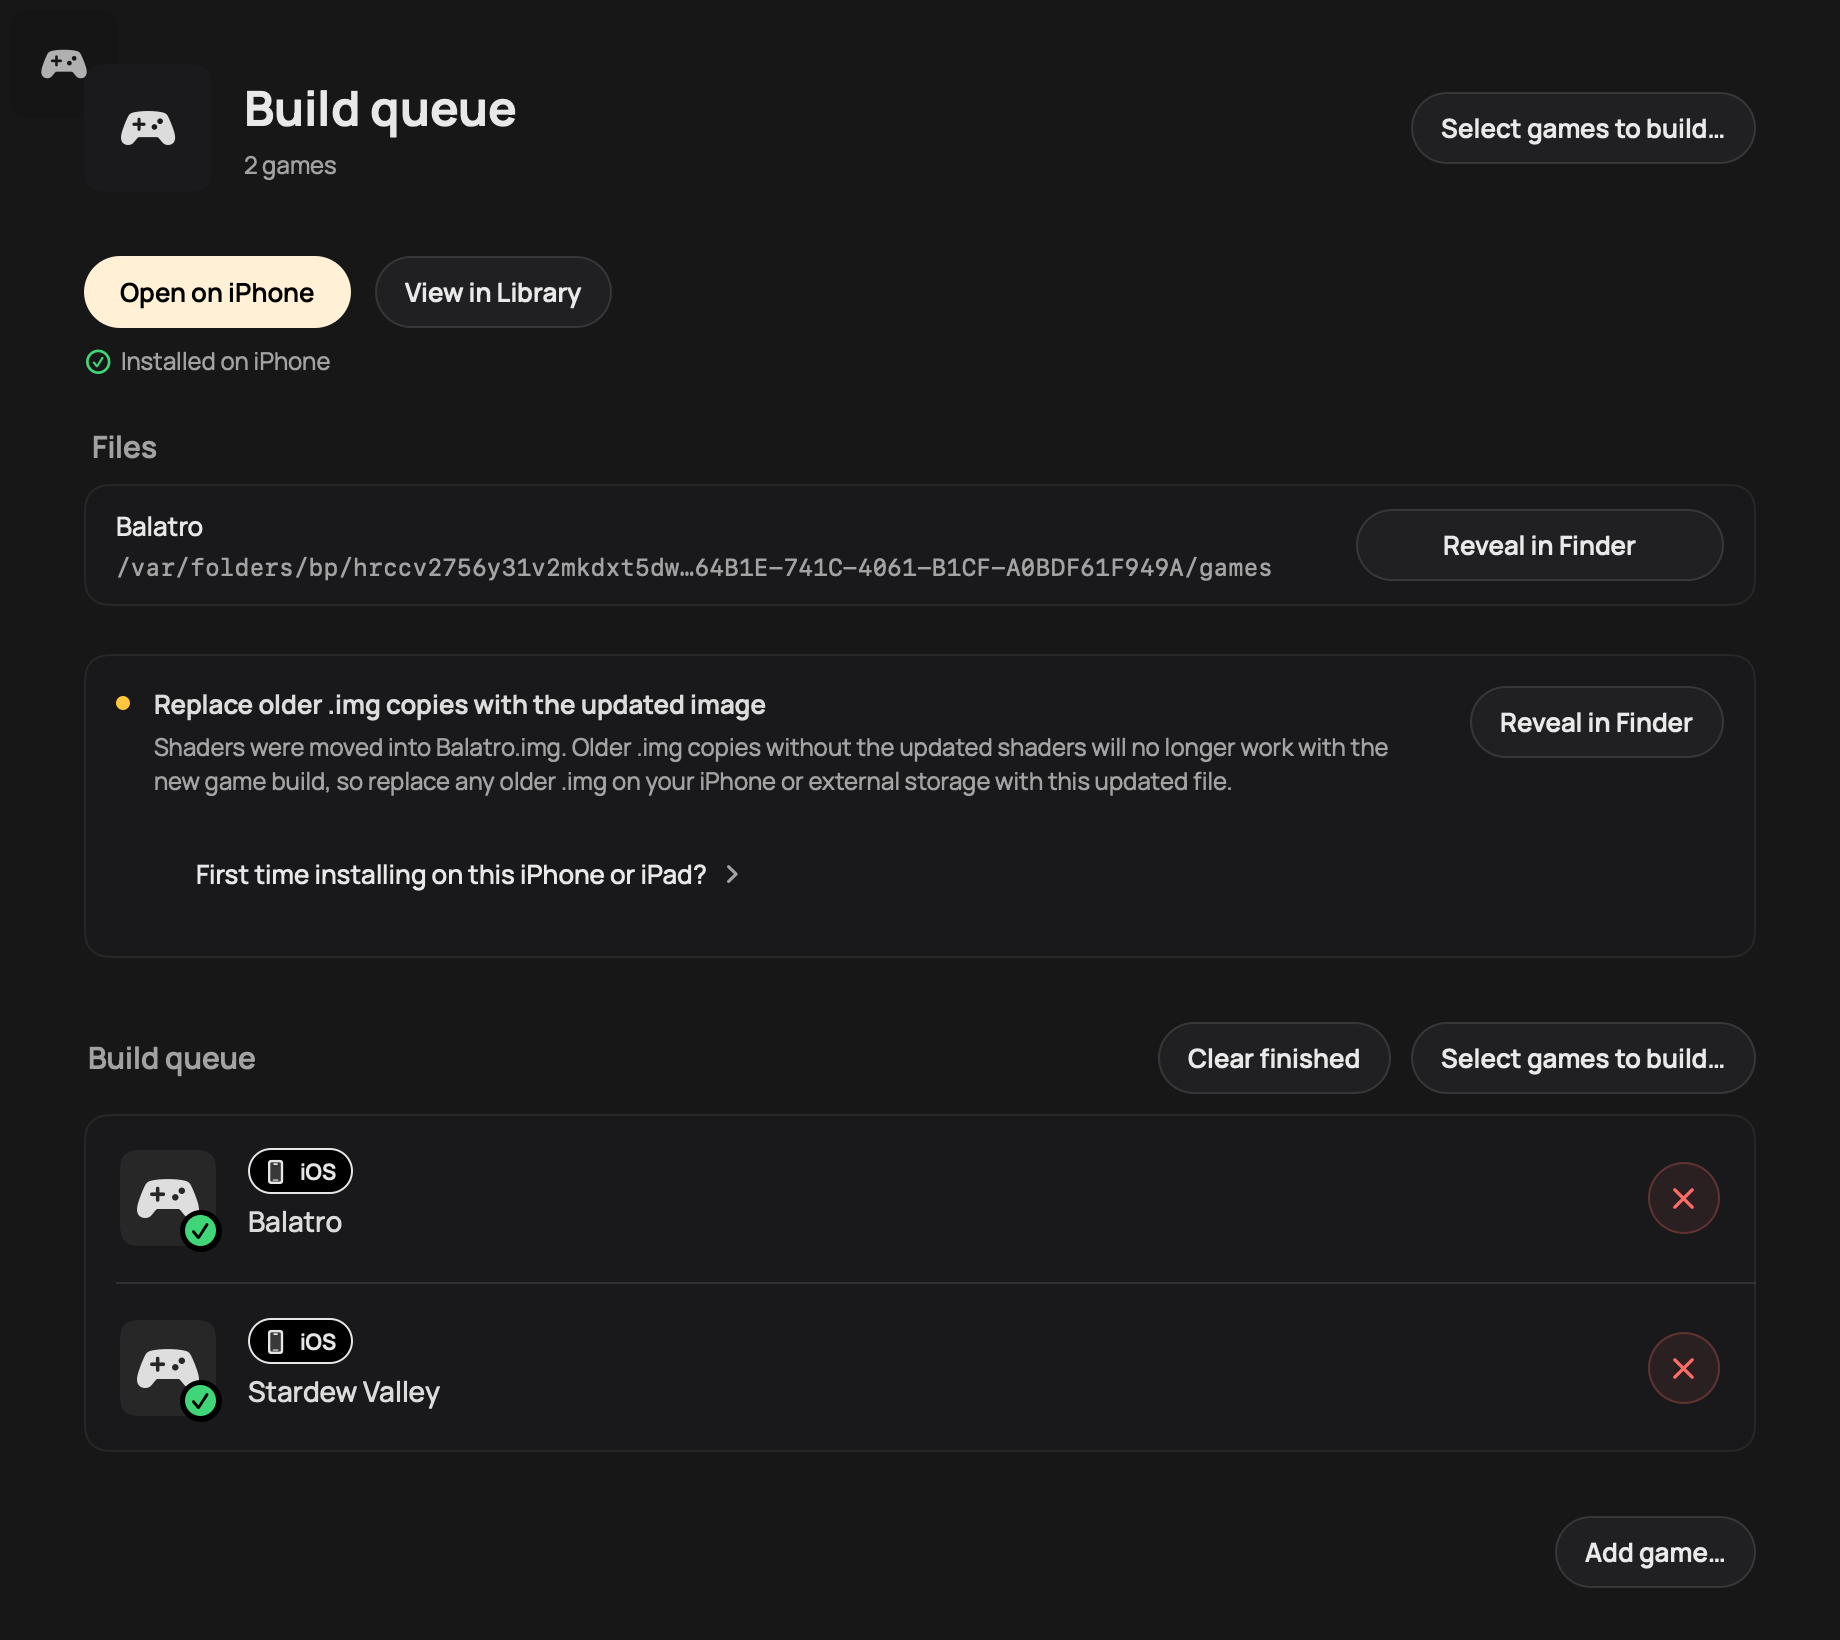 Build queue
2 games
Select games to build…
Open on iPhone
View in Library
Installed on iPhone
Files
Balatro
/var/folders/bp/hrccv2756y31v2mkdxt5dw…64B1E-741C-4061-B1CF-A0BDF61F949A/games
Reveal in Finder
Replace older .img copies with the updated image
Shaders were moved into Balatro.img. Older .img copies without the updated shaders will no longer work with the
new game build, so replace any older .img on your iPhone or external storage with this updated file.
Reveal in Finder
First time installing on this iPhone or iPad?
Build queue
Clear finished
Select games to build…
iOS
Balatro
iOS
Stardew Valley
Add game…